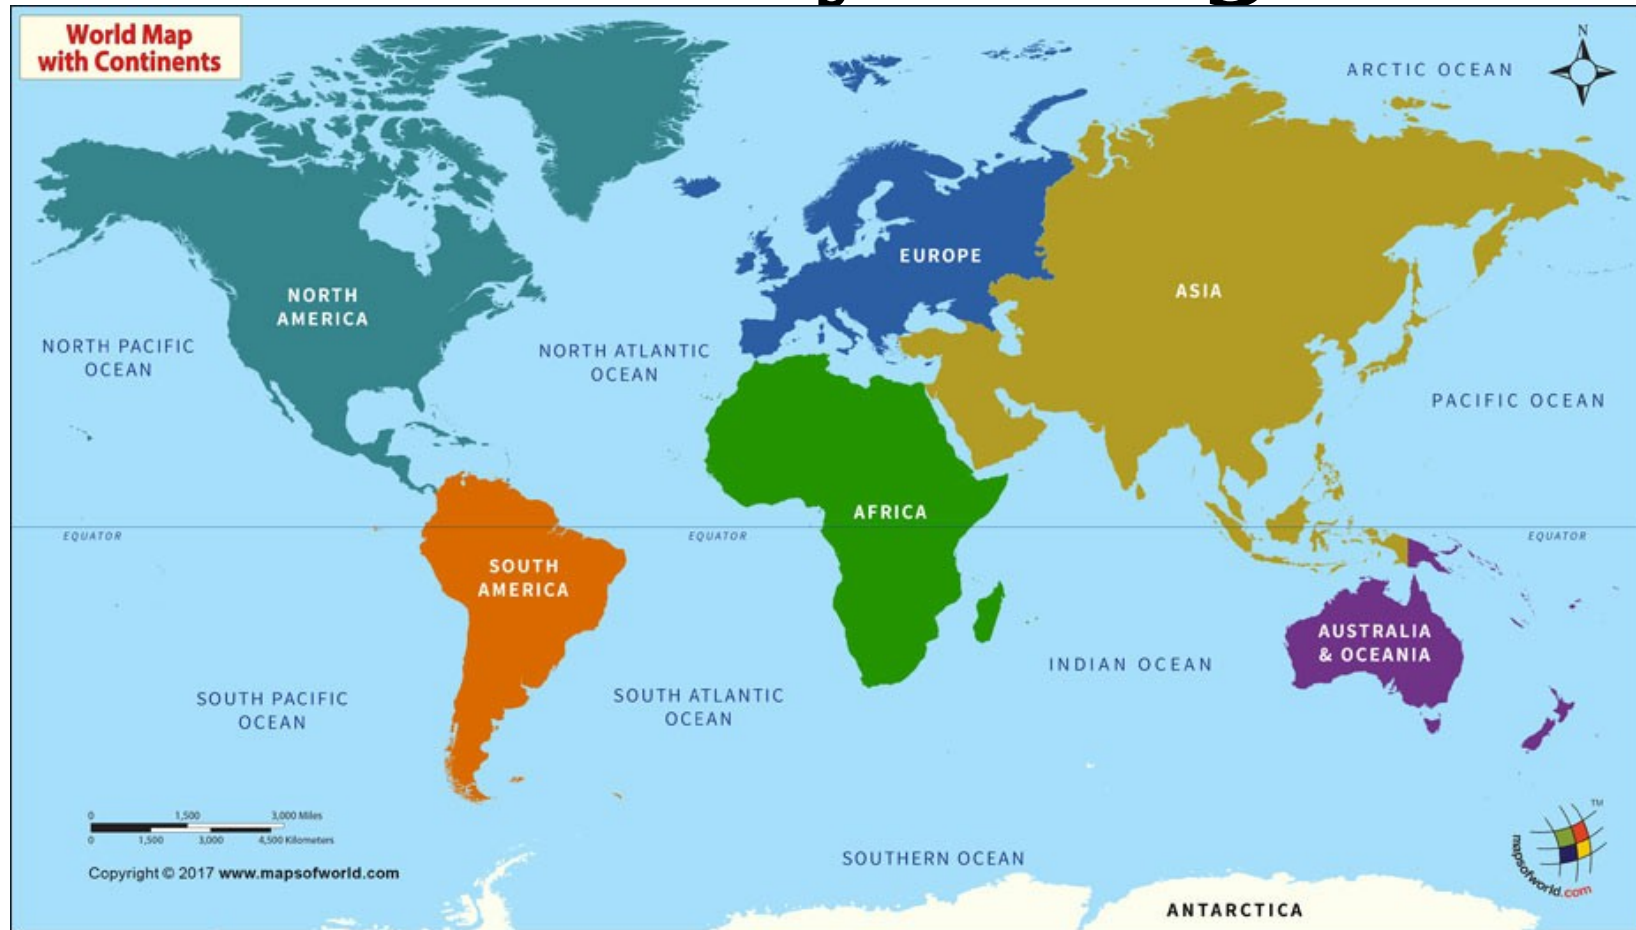 World Map
with Continents
ARCTIC OCEAN
N
EUROPE
ASIA
NORTH
AMERICA
NORTH PACIFIC
OCEAN
NORTH ATLANTIC
OCEAN
PACIFIC OCEAN
AFRICA
EQUATOR
EQUATOR
EQUATOR
SOUTH
AMERICA
AUSTRALIA
& OCEANIA
INDIAN OCEAN
SOUTH PACIFIC
OCEAN
SOUTH ATLANTIC
OCEAN
0 1,500 3,000 Miles
0 1,500 3,000 4,500 Kilometers
Copyright © 2017 www.mapsofworld.com
SOUTHERN OCEAN
TM
mapsofworld.com
ANTARCTICA